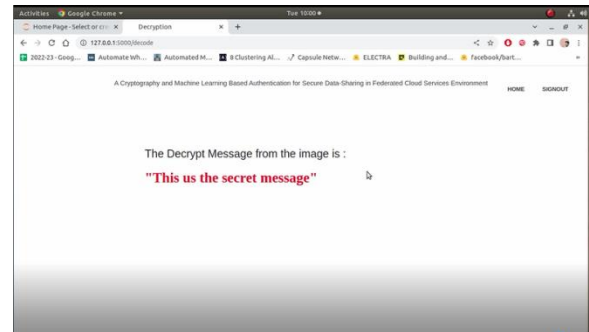 Activities Google Chrome Tue 10:00
Home Page - Select or cre Decryption
127.0.0.1:5000/decode
2022-23 - Goog... Automate Wh... Automated M... 8 Clustering Al... Capsule Netw... ELECTRA Building and... facebook/bart...
A Cryptography and Machine Learning Based Authentication for Secure Data-Sharing in Federated Cloud Services Environment
HOME SIGNOUT
The Decrypt Message from the image is :
"This us the secret message"